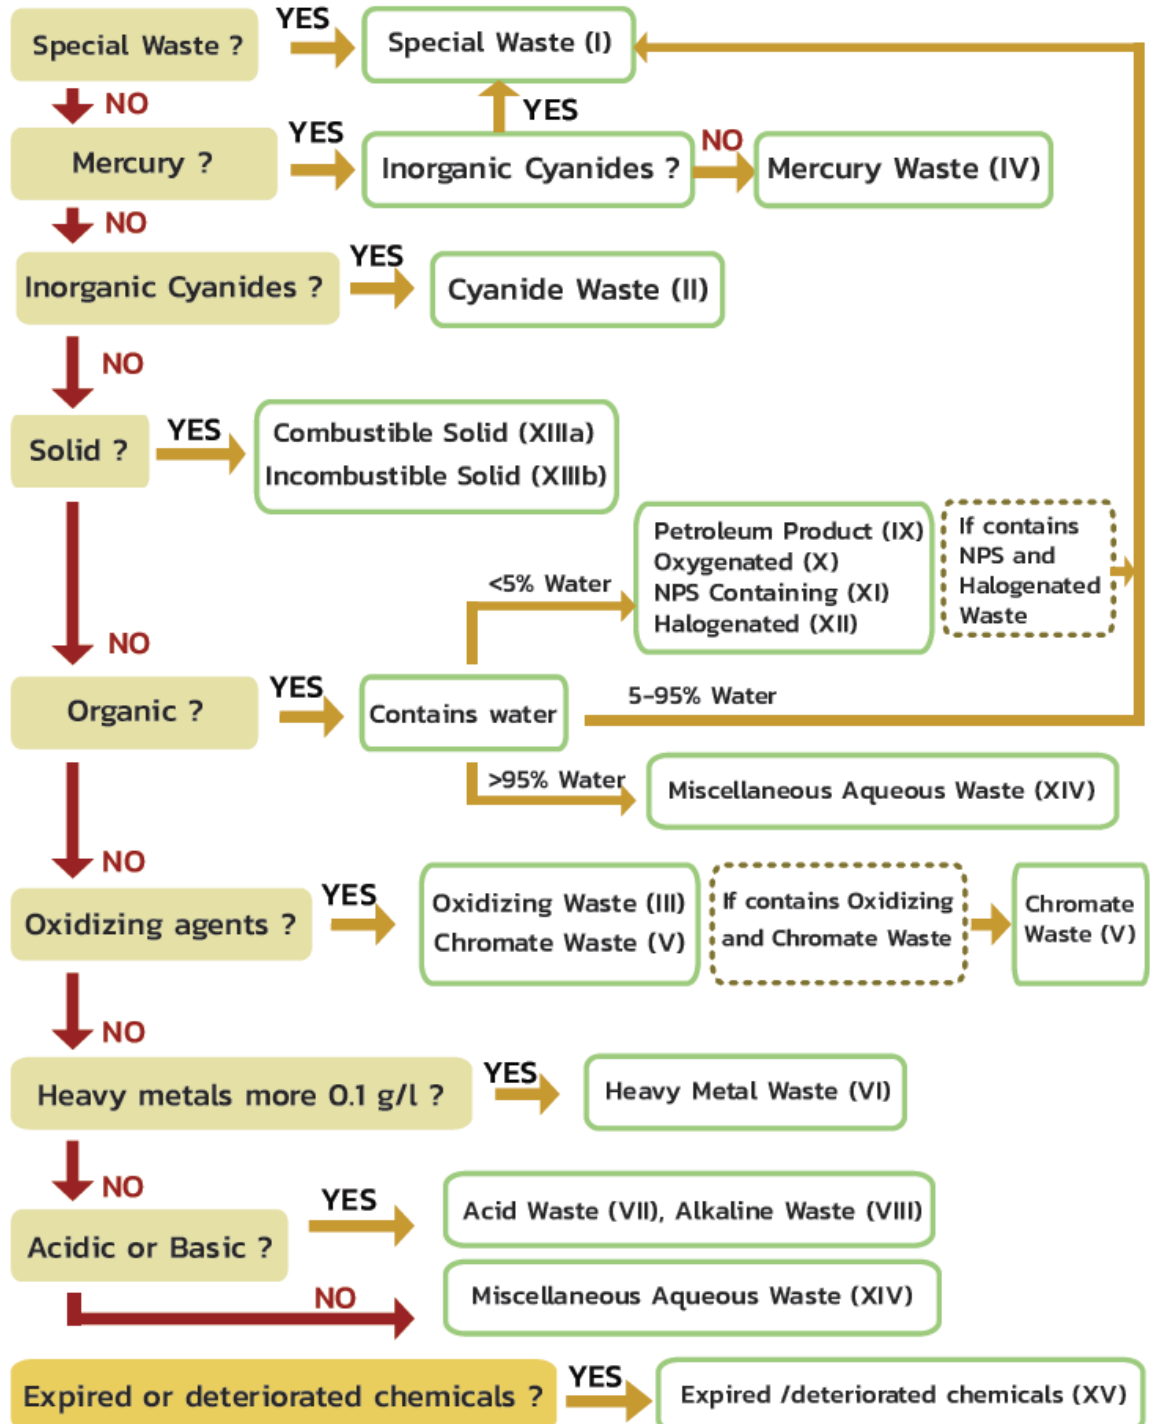 Special Waste ?
YES
Special Waste (I)
NO
YES
Mercury ?
YES
Inorganic Cyanides ?
NO
Mercury Waste (IV)
NO
Inorganic Cyanides ?
YES
Cyanide Waste (II)
NO
Solid ?
YES
Combustible Solid (XIIIa)
Incombustible Solid (XIIIb)
NO
Organic ?
YES
Contains water
<5% Water
Petroleum Product (IX)
Oxygenated (X)
NPS Containing (XI)
Halogenated (XII)
If contains
NPS and
Halogenated
Waste
5-95% Water
>95% Water
Miscellaneous Aqueous Waste (XIV)
NO
Oxidizing agents ?
YES
Oxidizing Waste (III)
Chromate Waste (V)
If contains Oxidizing
and Chromate Waste
Chromate
Waste (V)
NO
Heavy metals more 0.1 g/l ?
YES
Heavy Metal Waste (VI)
NO
Acidic or Basic ?
YES
Acid Waste (VII), Alkaline Waste (VIII)
NO
Miscellaneous Aqueous Waste (XIV)
Expired or deteriorated chemicals ?
YES
Expired /deteriorated chemicals (XV)